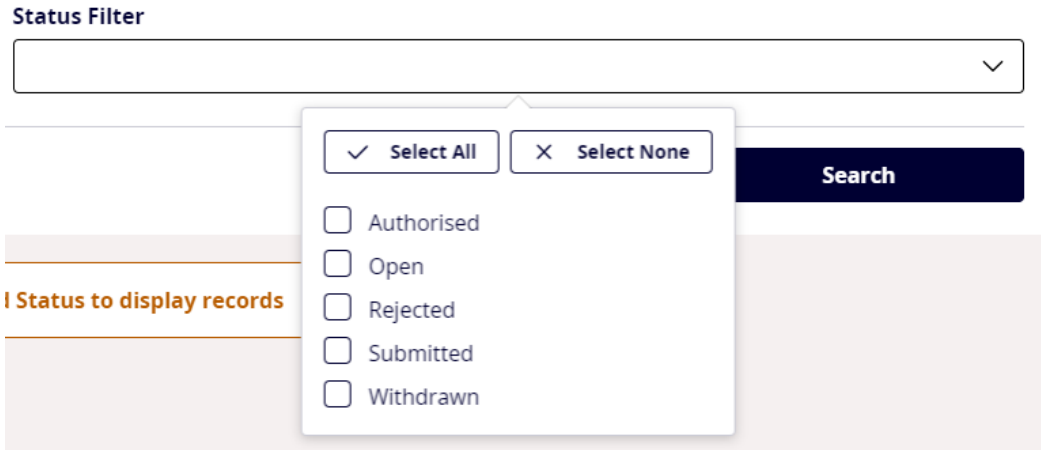 Status Filter
Select All
Select None
Search
Authorised
Open
Rejected
Submitted
Withdrawn
Status to display records